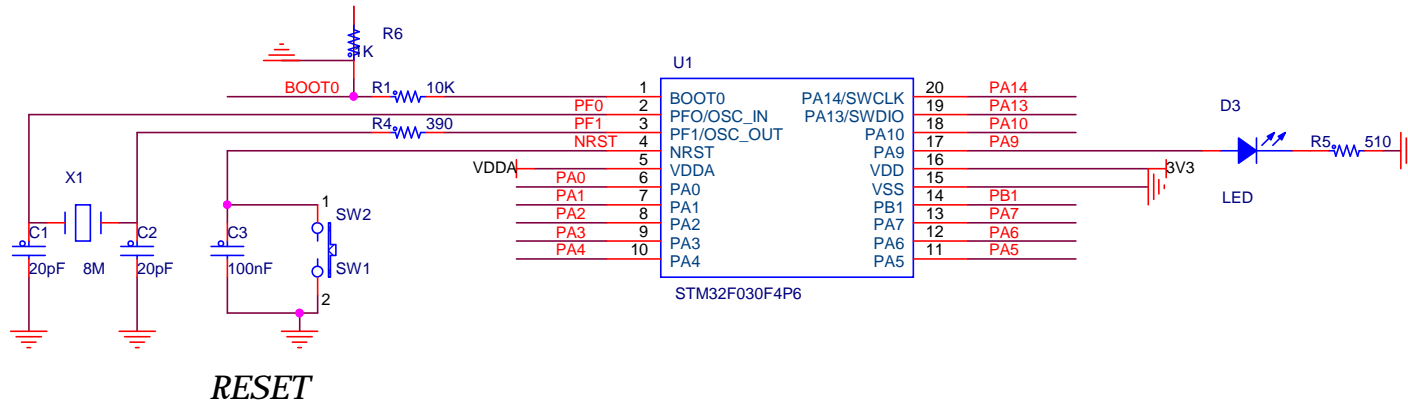 R6
1K
U1
BOOT0 R1 10K 1 BOOT0 PA14/SWCLK 20 PA14
PF0 2 PFO/OSC_IN PA13/SWDIO 19 PA13
R4 390 PF1 3 PF1/OSC_OUT PA10 18 PA10
NRST 4 NRST PA9 17 PA9
VDDA 5 VDDA VDD 16 3V3
PA0 6 PA0 VSS 15
PA1 7 PA1 PB1 14 PB1
PA2 8 PA2 PA7 13 PA7
PA3 9 PA3 PA6 12 PA6
PA4 10 PA4 PA5 11 PA5
STM32F030F4P6
D3
R5 510
LED
X1
C1 C2 C3
20pF 8M 20pF 100nF
1
SW2
SW1
2
RESET